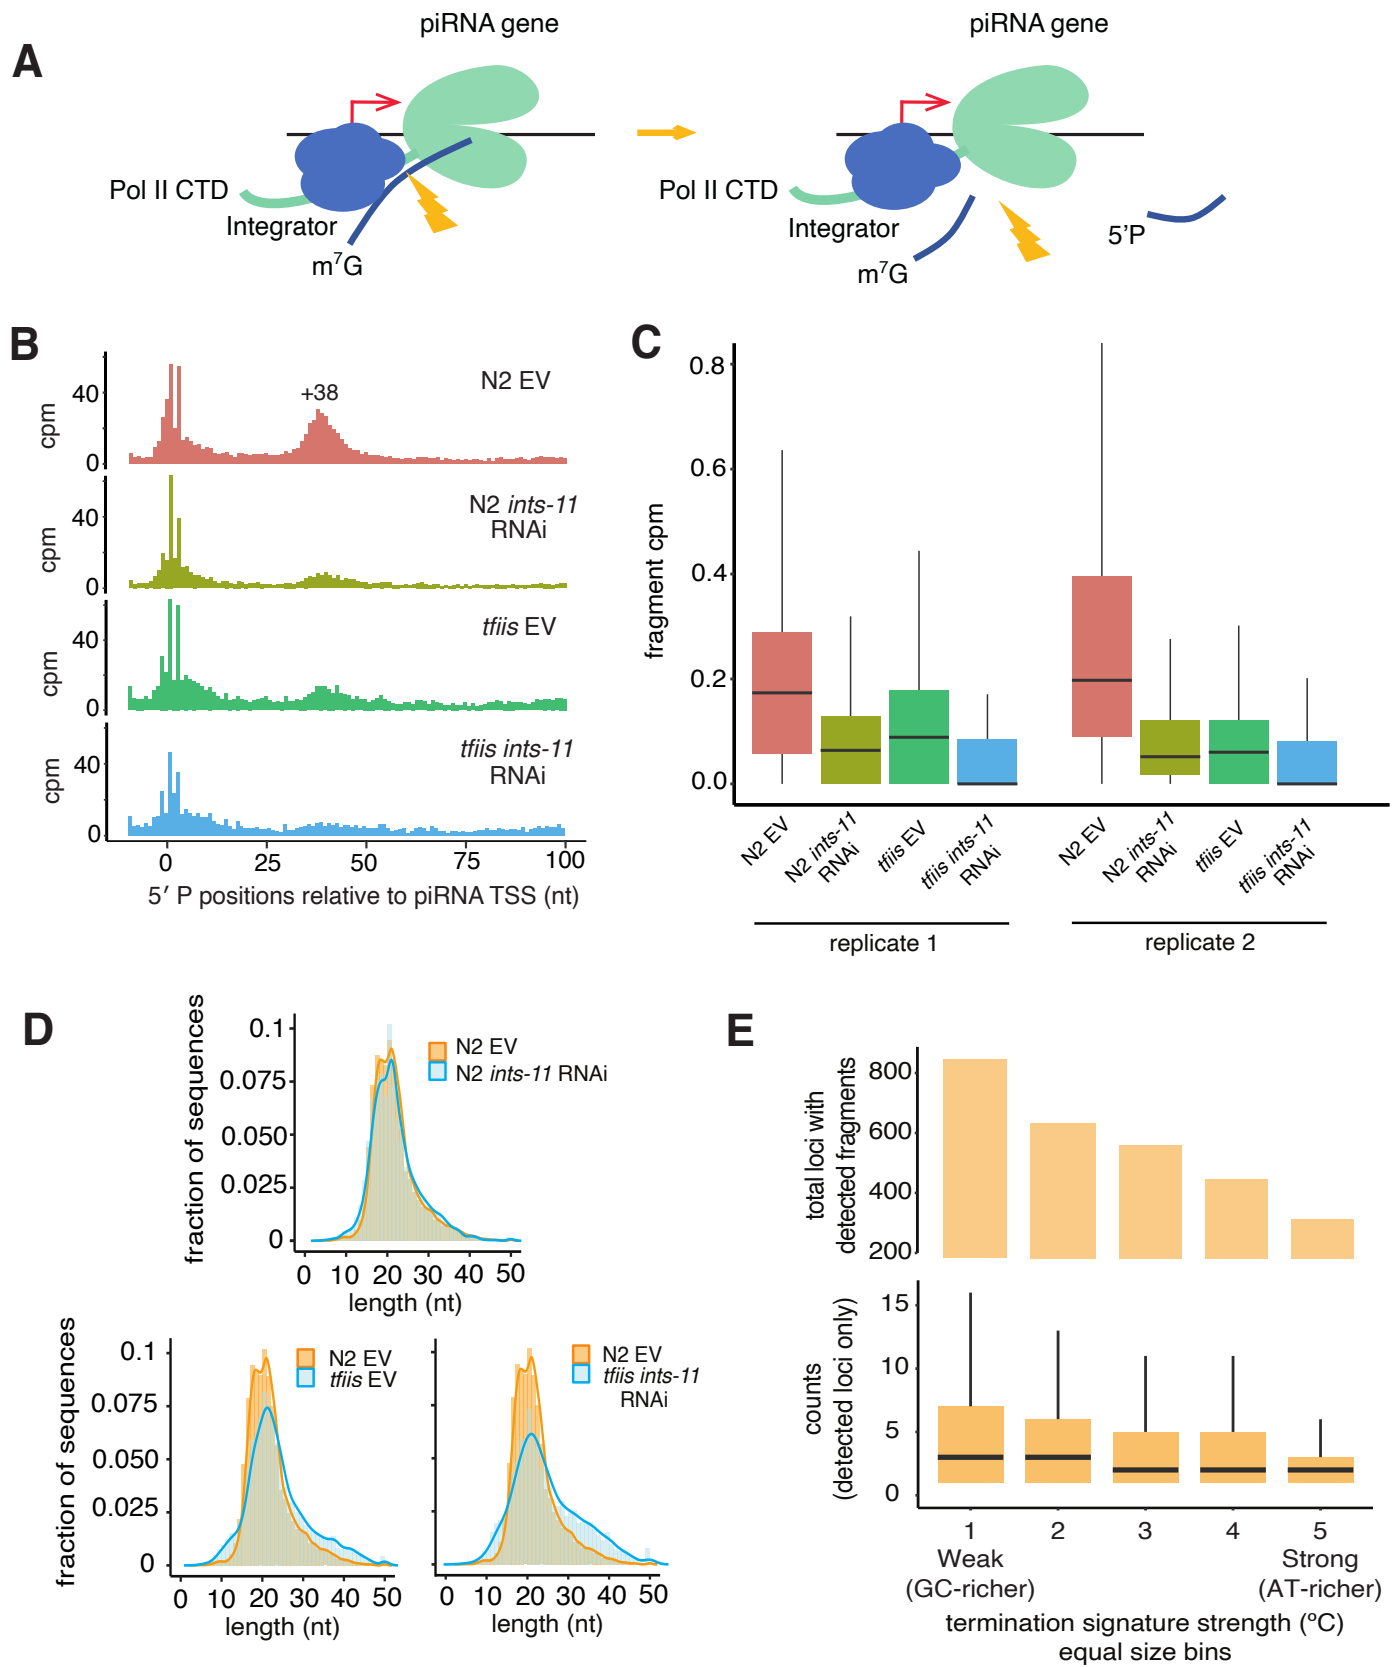 A
piRNA gene
piRNA gene
Pol II CTD
Integrator
m⁷G
Pol II CTD
Integrator
m⁷G
5'P
B
N2 EV
+38
40
0
cpm
N2 ints-11
RNAi
40
0
cpm
tfiis EV
40
0
cpm
tfiis ints-11
RNAi
40
0
cpm
0 25 50 75 100
5′ P positions relative to piRNA TSS (nt)
C
fragment cpm
0.8
0.6
0.4
0.2
0.0
N2 EV
N2 ints-11
RNAi
tfiis EV
tfiis ints-11
RNAi
N2 EV
N2 ints-11
RNAi
tfiis EV
tfiis ints-11
RNAi
replicate 1
replicate 2
D
fraction of sequences
0.1
0.075
0.050
0.025
0
N2 EV
N2 ints-11 RNAi
0 10 20 30 40 50
length (nt)
fraction of sequences
0.1
0.075
0.050
0.025
0
N2 EV
tfiis EV
0 10 20 30 40 50
length (nt)
N2 EV
tfiis ints-11
RNAi
0 10 20 30 40 50
length (nt)
E
total loci with
detected fragments
800
600
400
200
counts
(detected loci only)
15
10
5
0
1 2 3 4 5
Weak
(GC-richer)
Strong
(AT-richer)
termination signature strength (ºC)
equal size bins